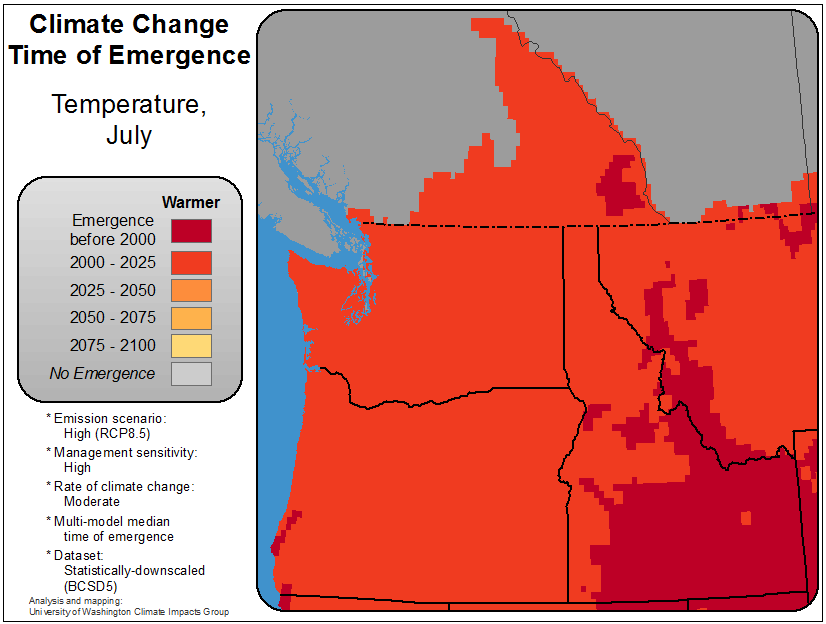 Climate Change
Time of Emergence
Temperature,
July
Warmer
Emergence
before 2000
2000 - 2025
2025 - 2050
2050 - 2075
2075 - 2100
No Emergence
* Emission scenario:
High (RCP8.5)
* Management sensitivity:
High
* Rate of climate change:
Moderate
* Multi-model median
time of emergence
* Dataset:
Statistically-downscaled
(BCSD5)
Analysis and mapping:
University of Washington Climate Impacts Group